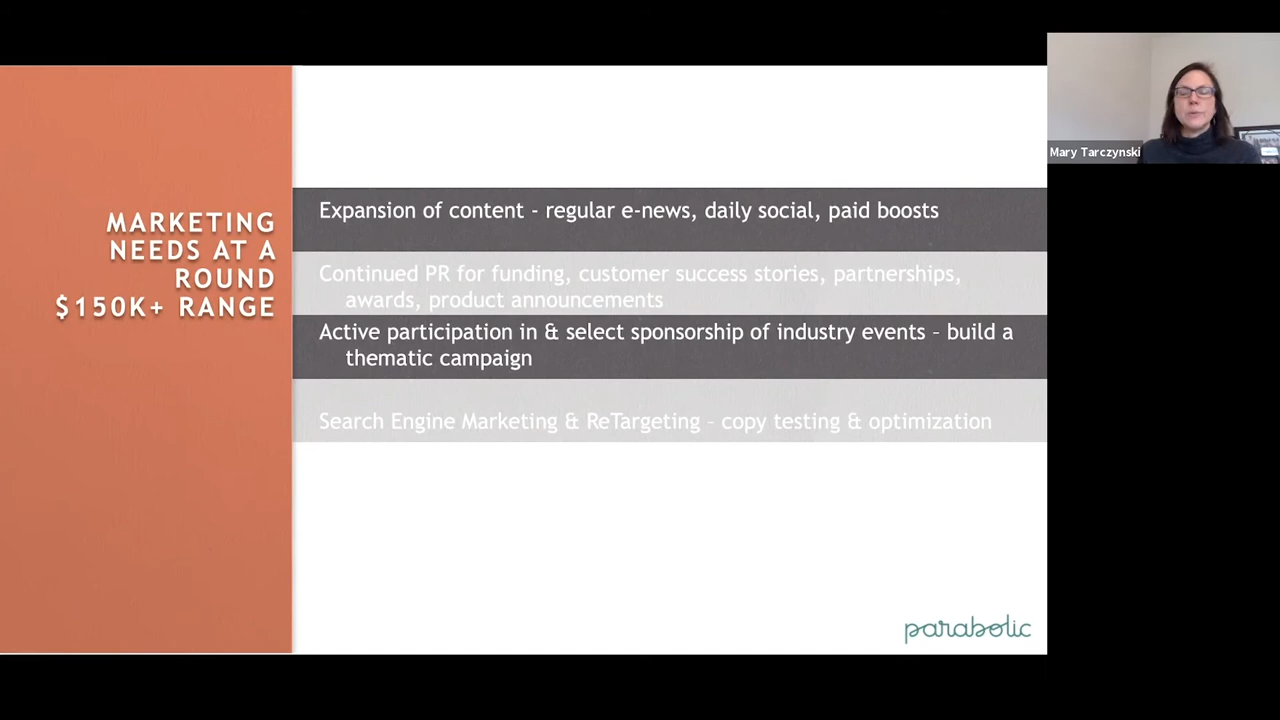 MARKETING
NEEDS AT A
ROUND
$150K+ RANGE
Expansion of content - regular e-news, daily social, paid boosts
Continued PR for funding, customer success stories, partnerships,
awards, product announcements
Active participation in & select sponsorship of industry events – build a
thematic campaign
Search Engine Marketing & ReTargeting – copy testing & optimization
parabolic
Mary Tarczynski